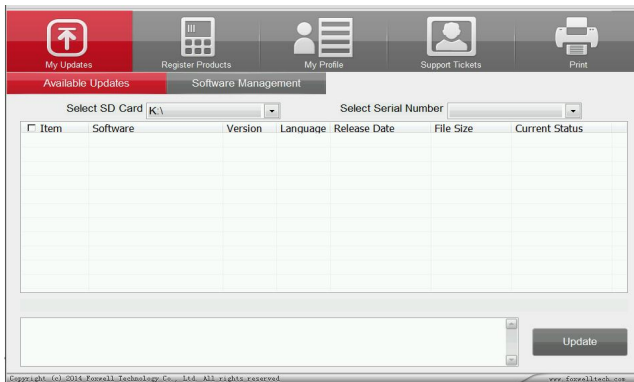 My Updates Register Products My Profile Support Tickets Print
Available Updates Software Management
Select SD Card K:\ Select Serial Number
Item Software Version Language Release Date File Size Current Status
Update
Copyright (c) 2014 Foxwell Technology Co., Ltd. All rights reserved www.foxwelltech.com